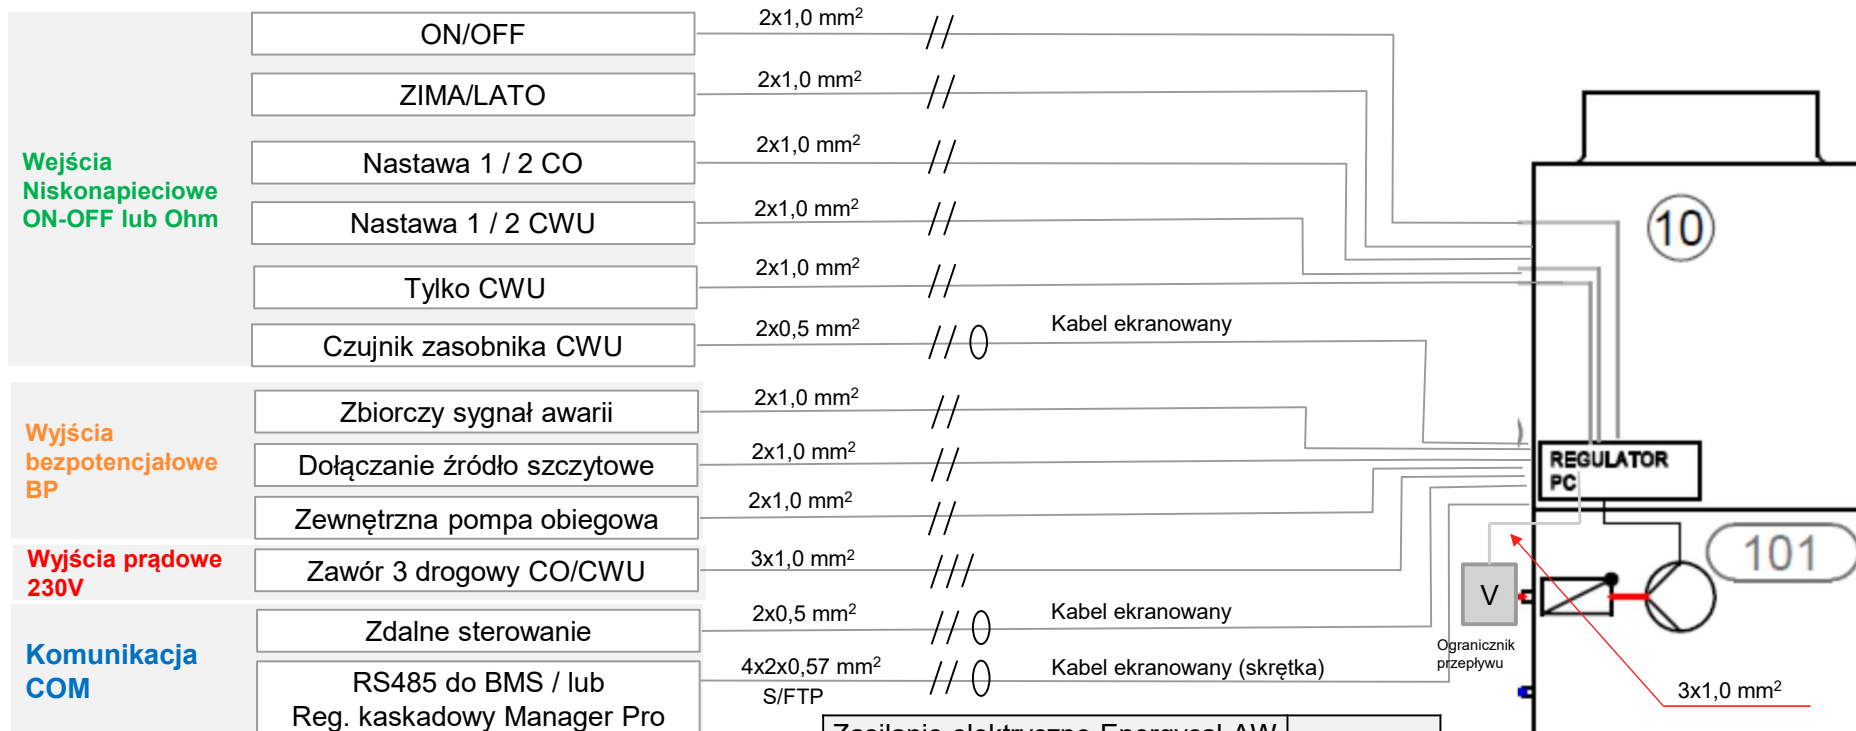 ON/OFF
2x1,0 mm²
ZIMA/LATO
2x1,0 mm²
Wejścia
Niskonapieciowe
ON-OFF lub Ohm
Nastawa 1 / 2 CO
2x1,0 mm²
Nastawa 1 / 2 CWU
2x1,0 mm²
Tylko CWU
2x1,0 mm²
Czujnik zasobnika CWU
2x0,5 mm²
Kabel ekranowany
10
Wyjścia
bezpotencjałowe
BP
Zbiorczy sygnał awarii
2x1,0 mm²
Dołączanie źródło szczytowe
2x1,0 mm²
Zewnętrzna pompa obiegowa
2x1,0 mm²
REGULATOR
PC
Wyjścia prądowe
230V
Zawór 3 drogowy CO/CWU
3x1,0 mm²
101
V
Ogranicznik
przepływu
Komunikacja
COM
Zdalne sterowanie
2x0,5 mm²
Kabel ekranowany
RS485 do BMS / lub
Reg. kaskadowy Manager Pro
4x2x0,57 mm²
S/FTP
Kabel ekranowany (skrętka)
3x1,0 mm²
Zasilanie elektryczne Energycal AW